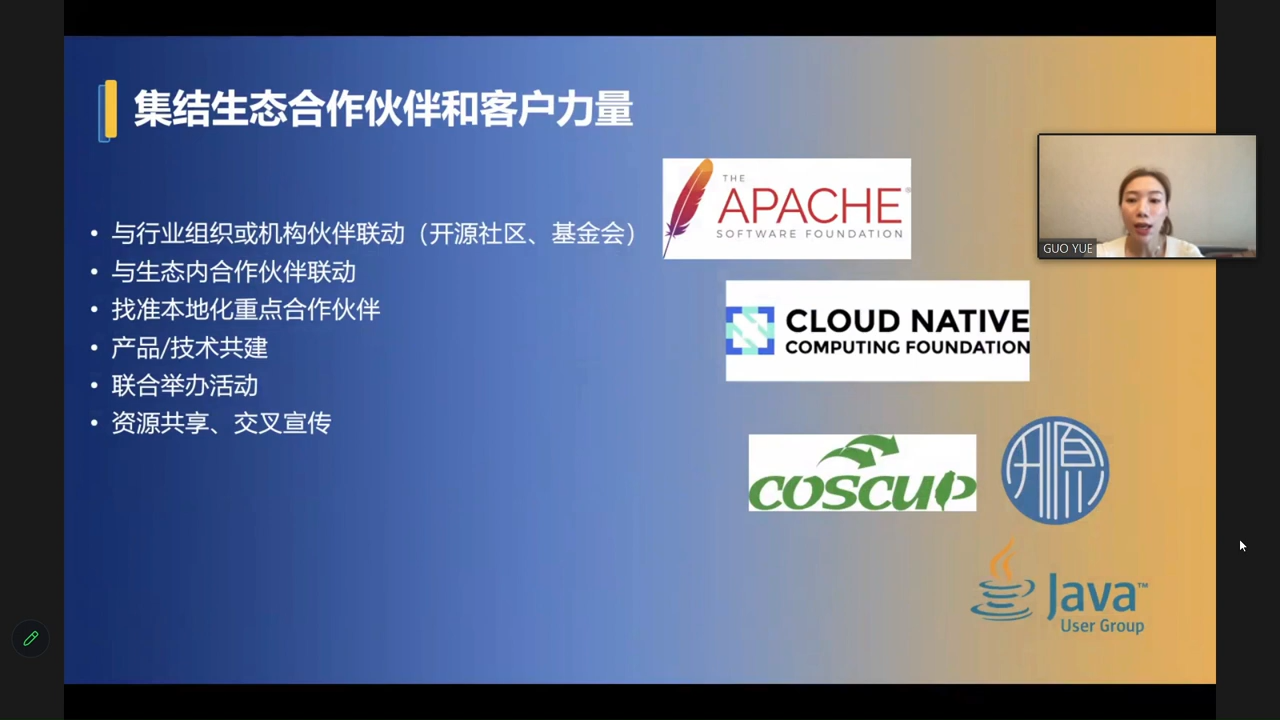 集结生态合作伙伴和客户力量
• 与行业组织或机构伙伴联动（开源社区、基金会）
• 与生态内合作伙伴联动
• 找准本地化重点合作伙伴
• 产品/技术共建
• 联合举办活动
• 资源共享、交叉宣传
THE
APACHE®
SOFTWARE FOUNDATION
GUO YUE
CLOUD NATIVE
COMPUTING FOUNDATION
COSCUP
Java™
User Group